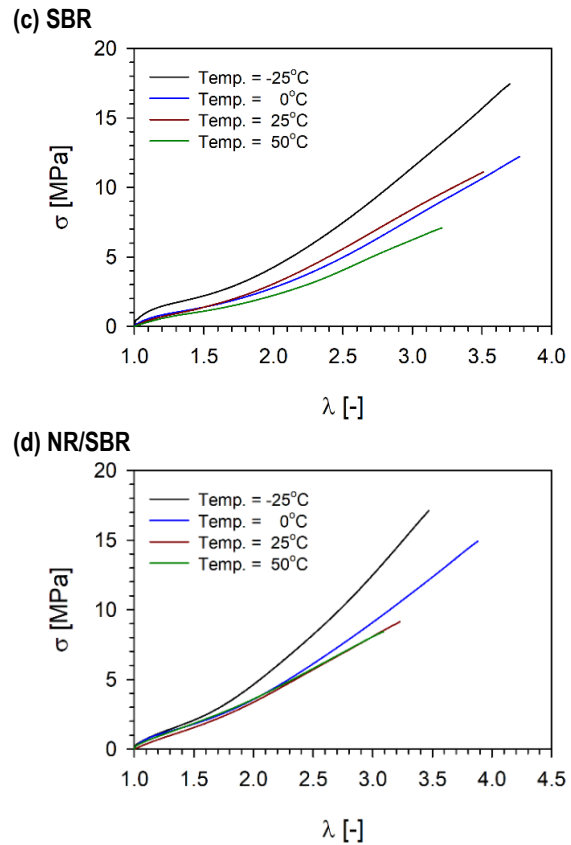 (c) SBR
20
15
10
5
0
σ [MPa]
Temp. = -25°C
Temp. = 0°C
Temp. = 25°C
Temp. = 50°C
1.0 1.5 2.0 2.5 3.0 3.5 4.0
λ [-]
(d) NR/SBR
20
15
10
5
0
σ [MPa]
Temp. = -25°C
Temp. = 0°C
Temp. = 25°C
Temp. = 50°C
1.0 1.5 2.0 2.5 3.0 3.5 4.0 4.5
λ [-]